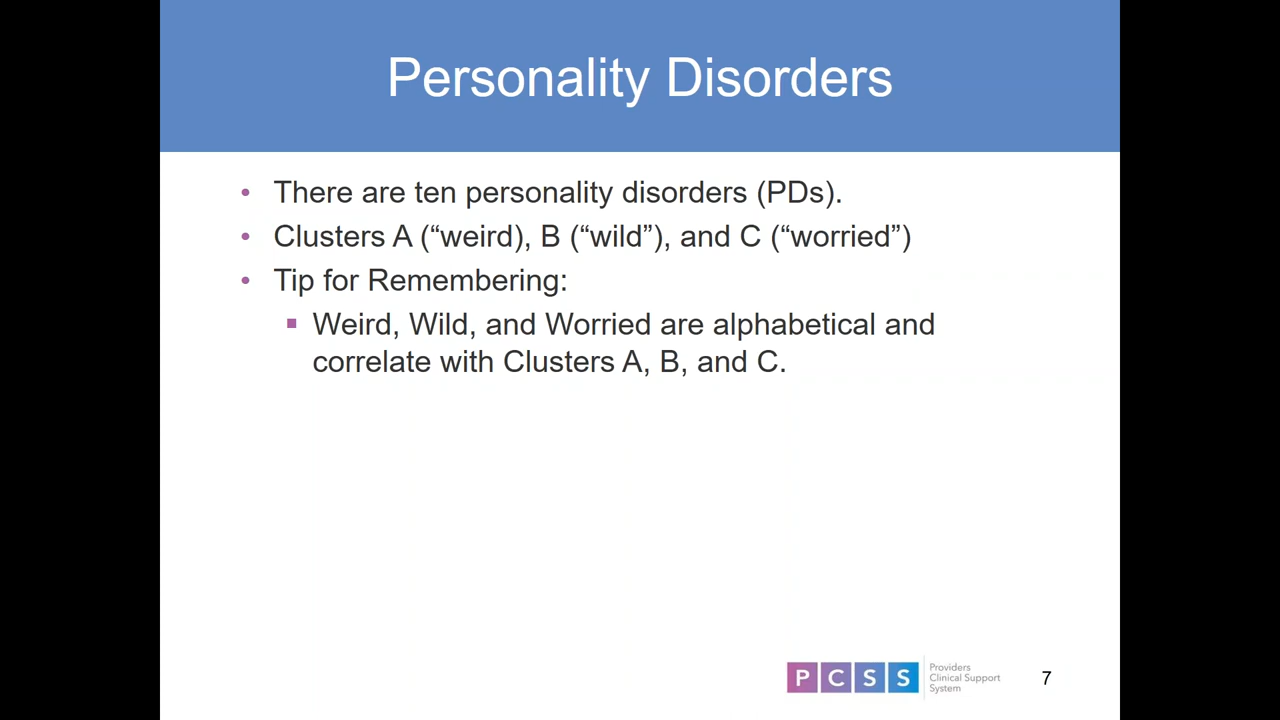 Personality Disorders
• There are ten personality disorders (PDs).
• Clusters A (“weird), B (“wild”), and C (“worried”)
• Tip for Remembering:
▪ Weird, Wild, and Worried are alphabetical and
correlate with Clusters A, B, and C.
PCSS
Providers
Clinical Support
System
7